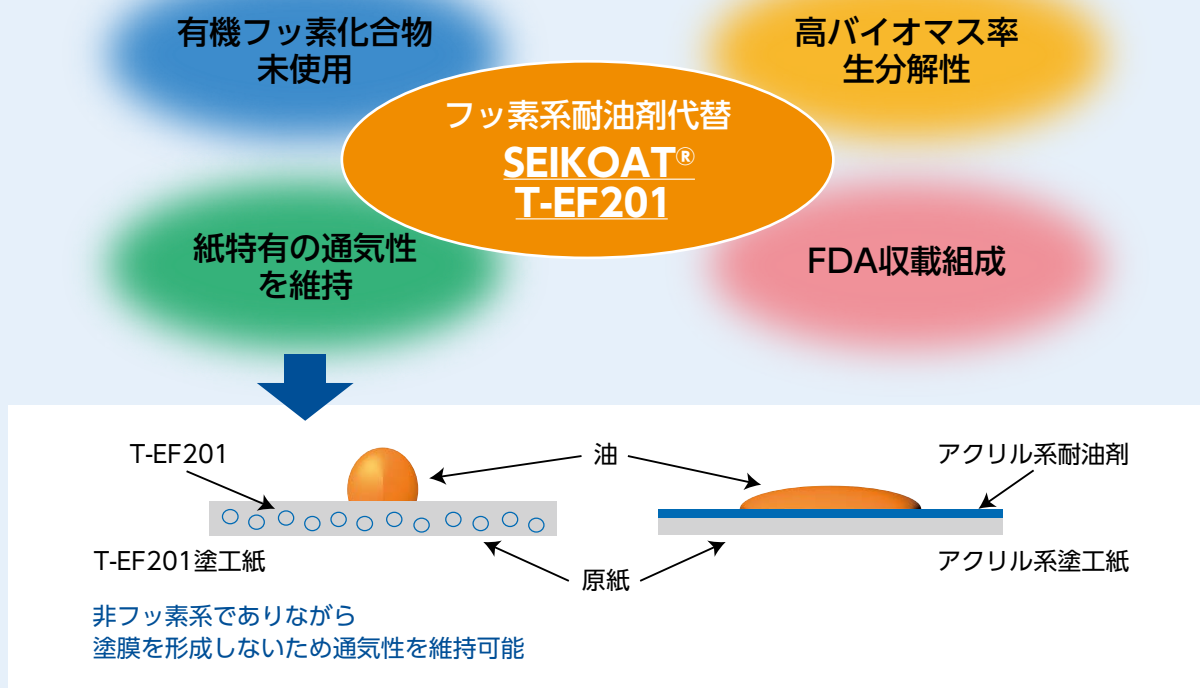 有機フッ素化合物
未使用
高バイオマス率
生分解性
フッ素系耐油剤代替
SEIKOAT®
T-EF201
紙特有の通気性
を維持
FDA収載組成
T-EF201
油
アクリル系耐油剤
T-EF201塗工紙
原紙
アクリル系塗工紙
非フッ素系でありながら
塗膜を形成しないため通気性を維持可能